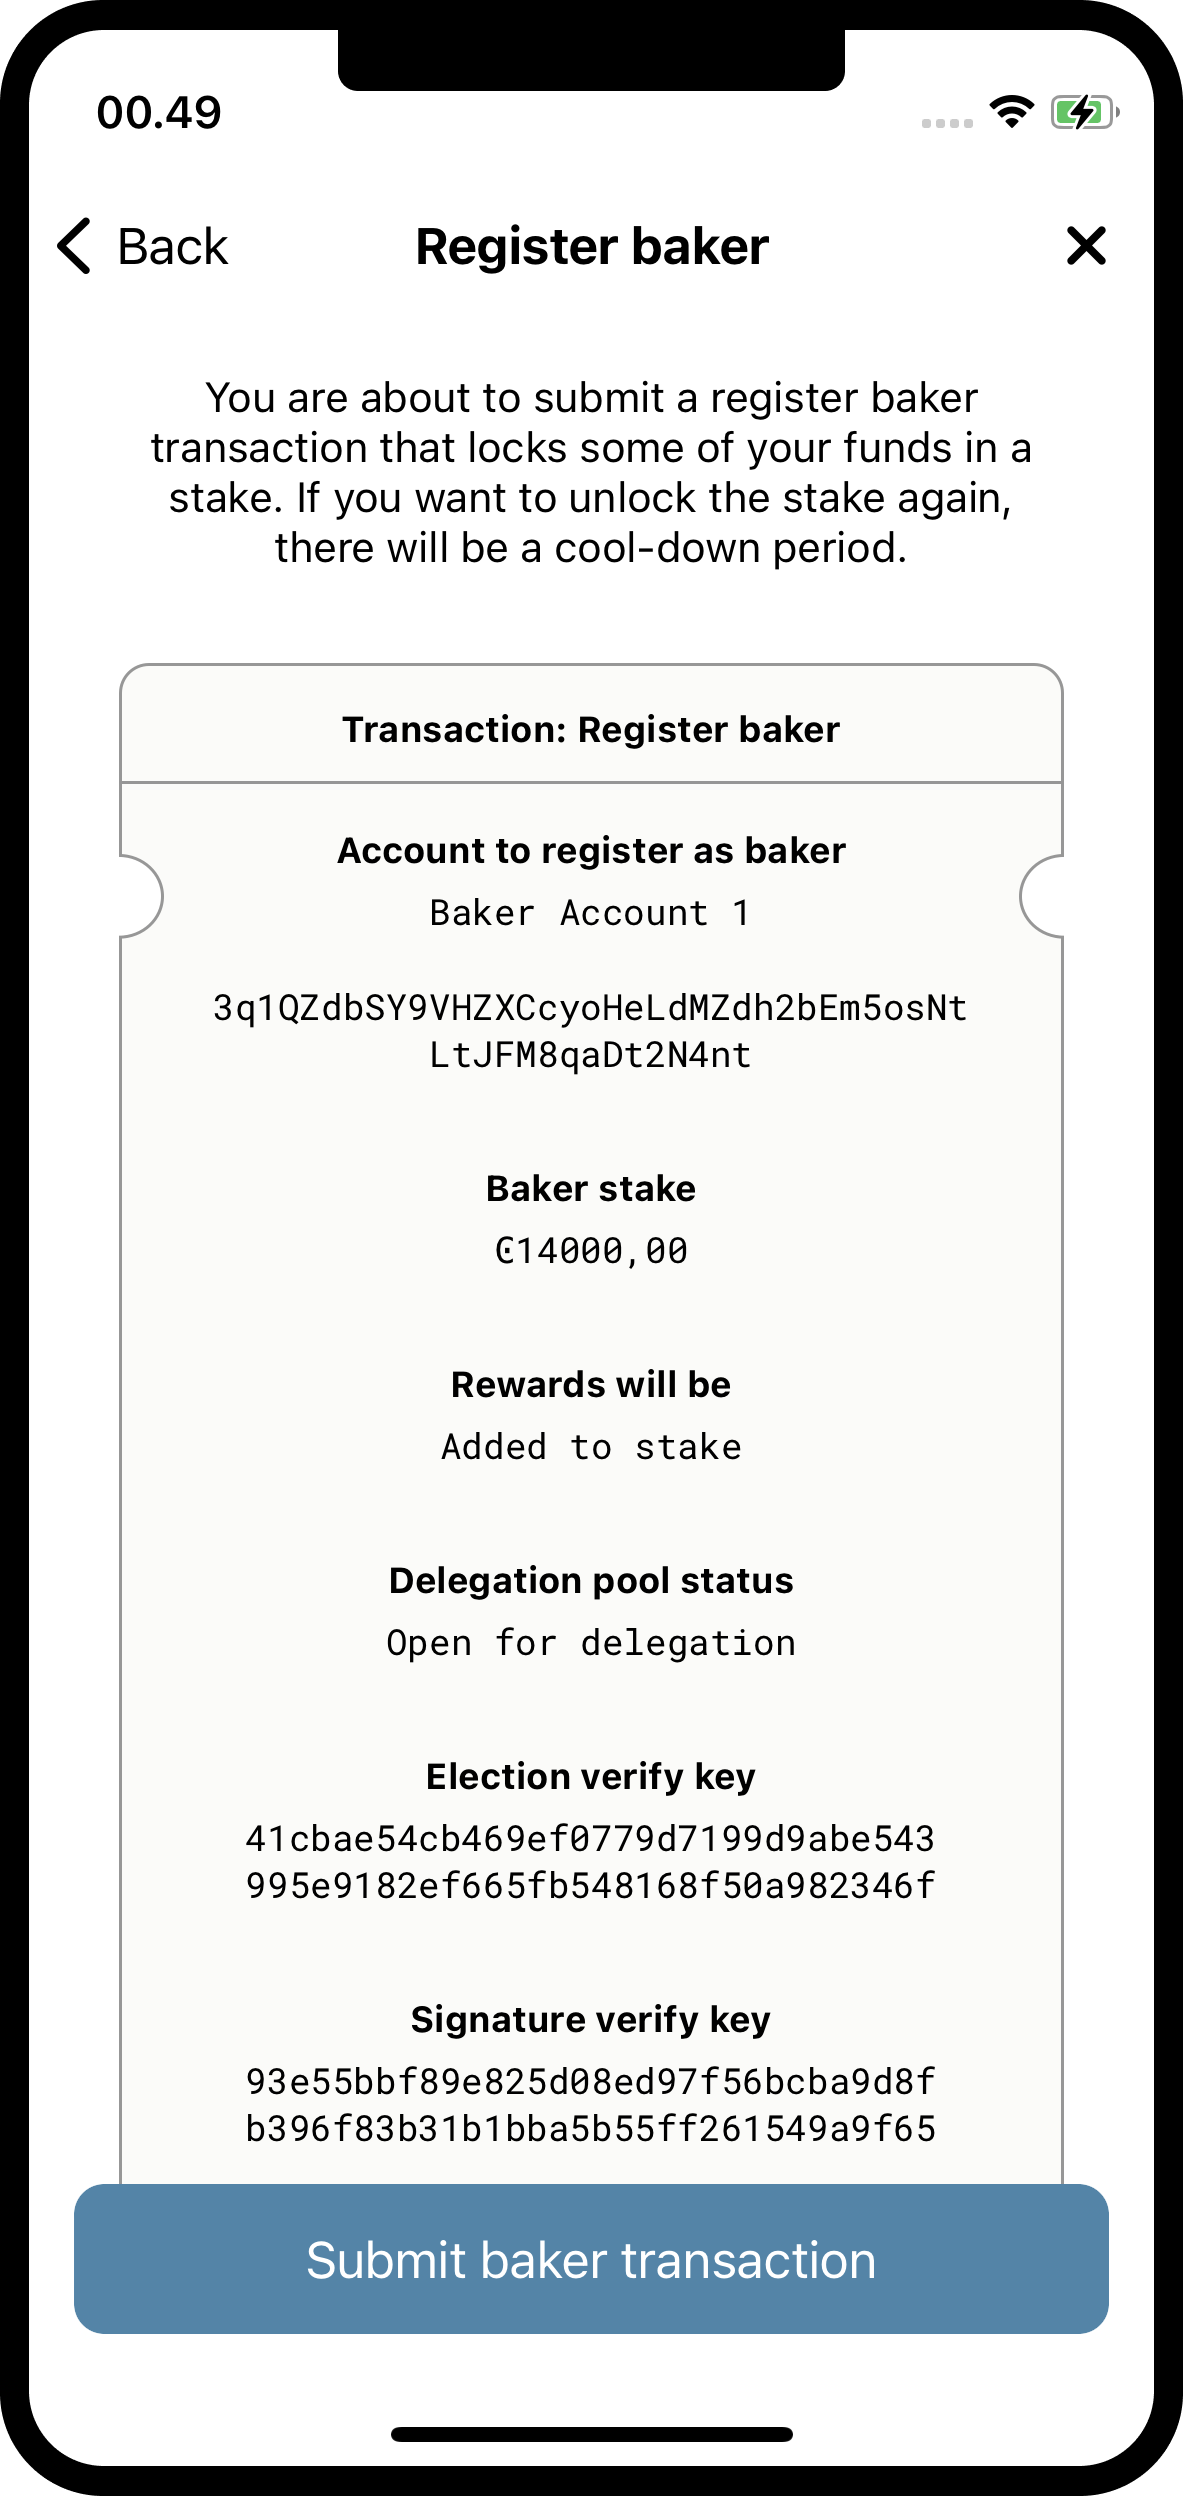 00.49
Back
Register baker
You are about to submit a register baker
transaction that locks some of your funds in a
stake. If you want to unlock the stake again,
there will be a cool-down period.
Transaction: Register baker
Account to register as baker
Baker Account 1
3q1QZdbSY9VHZXCcyoHeLdMZdh2bEm5osNt
LtJFM8qaDt2N4nt
Baker stake
Ͼ14000,00
Rewards will be
Added to stake
Delegation pool status
Open for delegation
Election verify key
41cbae54cb469ef0779d7199d9abe543
995e9182ef665fb548168f50a982346f
Signature verify key
93e55bbf89e825d08ed97f56bcba9d8f
b396f83b31b1bba5b55ff261549a9f65
Submit baker transaction